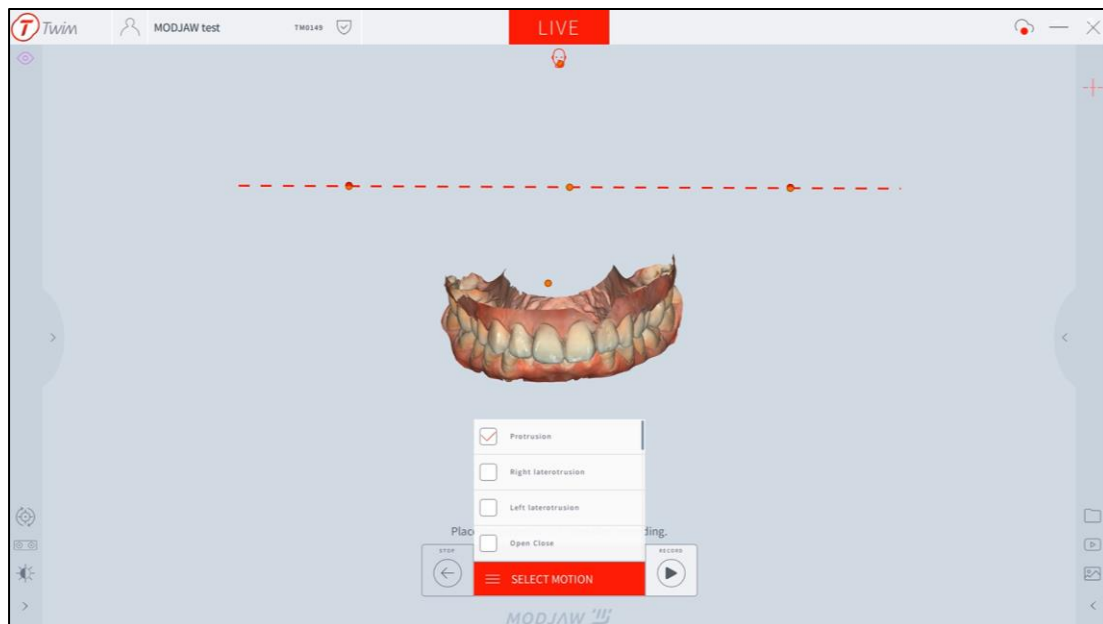 Twim
MODJAW test
TM0149
LIVE
Protrusion
Right laterotrusion
Left laterotrusion
Plac
ding.
Open Close
STOP
SELECT MOTION
RECORD
MODJAW